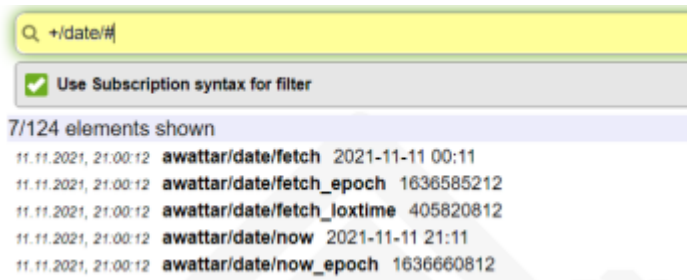 +/date/#
Use Subscription syntax for filter
7/124 elements shown
11.11.2021, 21:00:12 awattar/date/fetch 2021-11-11 00:11
11.11.2021, 21:00:12 awattar/date/fetch_epoch 1636585212
11.11.2021, 21:00:12 awattar/date/fetch_loxtime 405820812
11.11.2021, 21:00:12 awattar/date/now 2021-11-11 21:11
11.11.2021, 21:00:12 awattar/date/now_epoch 1636660812